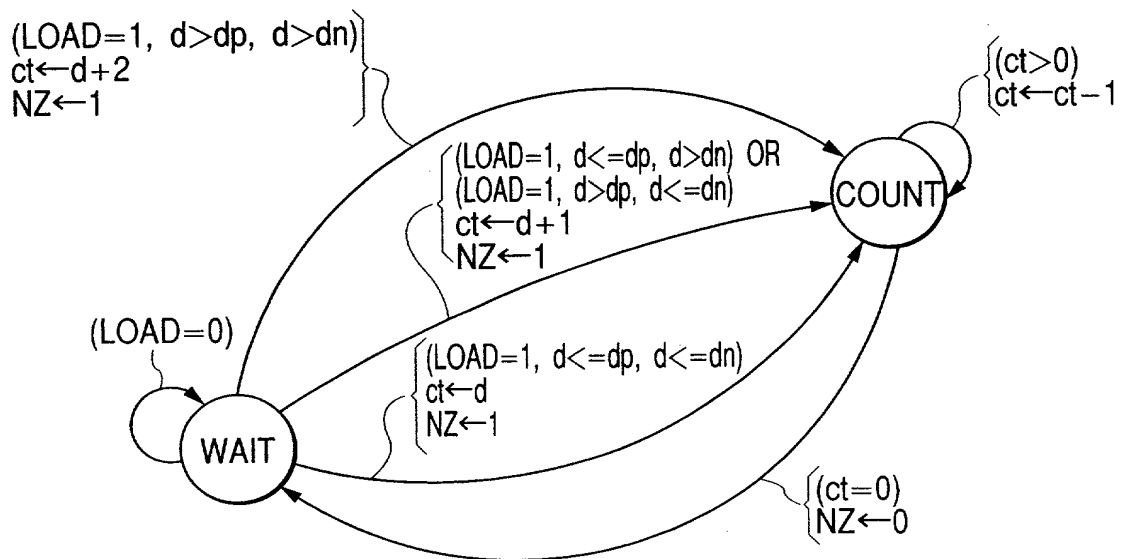 (LOAD=1, d>dp, d>dn)
ct←d+2
NZ←1
(ct>0)
ct←ct-1
(LOAD=1, d<=dp, d>dn) OR
(LOAD=1, d>dp, d<=dn)
ct←d+1
NZ←1
COUNT
(LOAD=0)
(LOAD=1, d<=dp, d<=dn)
ct←d
NZ←1
WAIT
(ct=0)
NZ←0